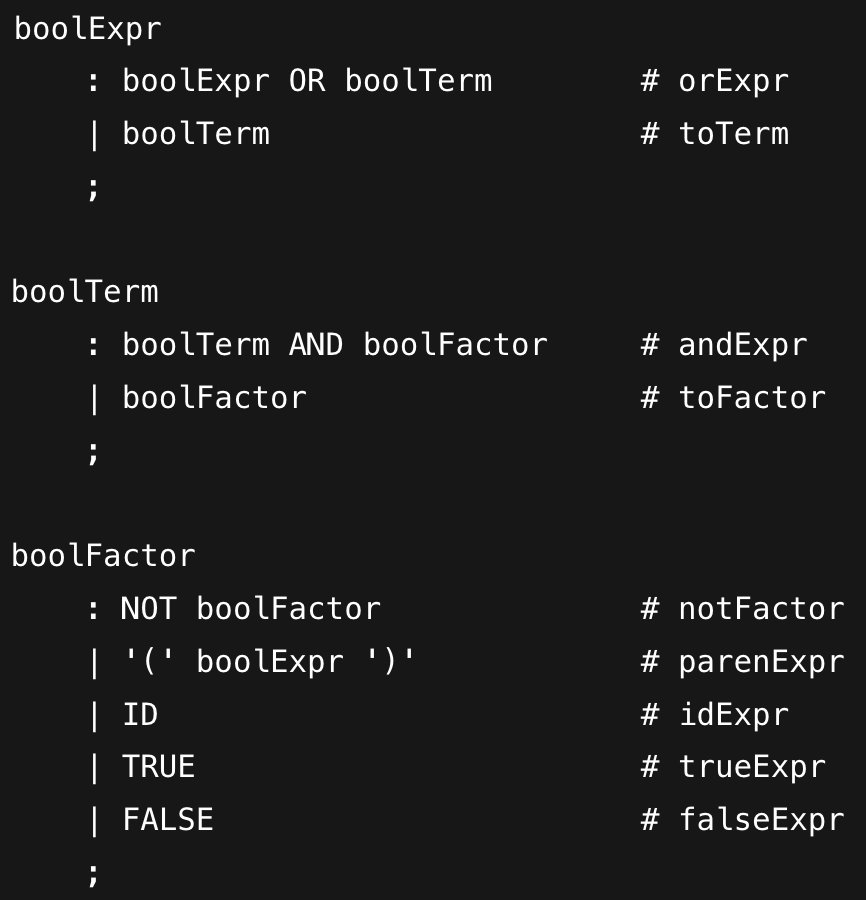 boolExpr
    : boolExpr OR boolTerm        # orExpr
    | boolTerm                    # toTerm
    ;

boolTerm
    : boolTerm AND boolFactor     # andExpr
    | boolFactor                  # toFactor
    ;

boolFactor
    : NOT boolFactor              # notFactor
    | '(' boolExpr ')'            # parenExpr
    | ID                          # idExpr
    | TRUE                        # trueExpr
    | FALSE                       # falseExpr
    ;